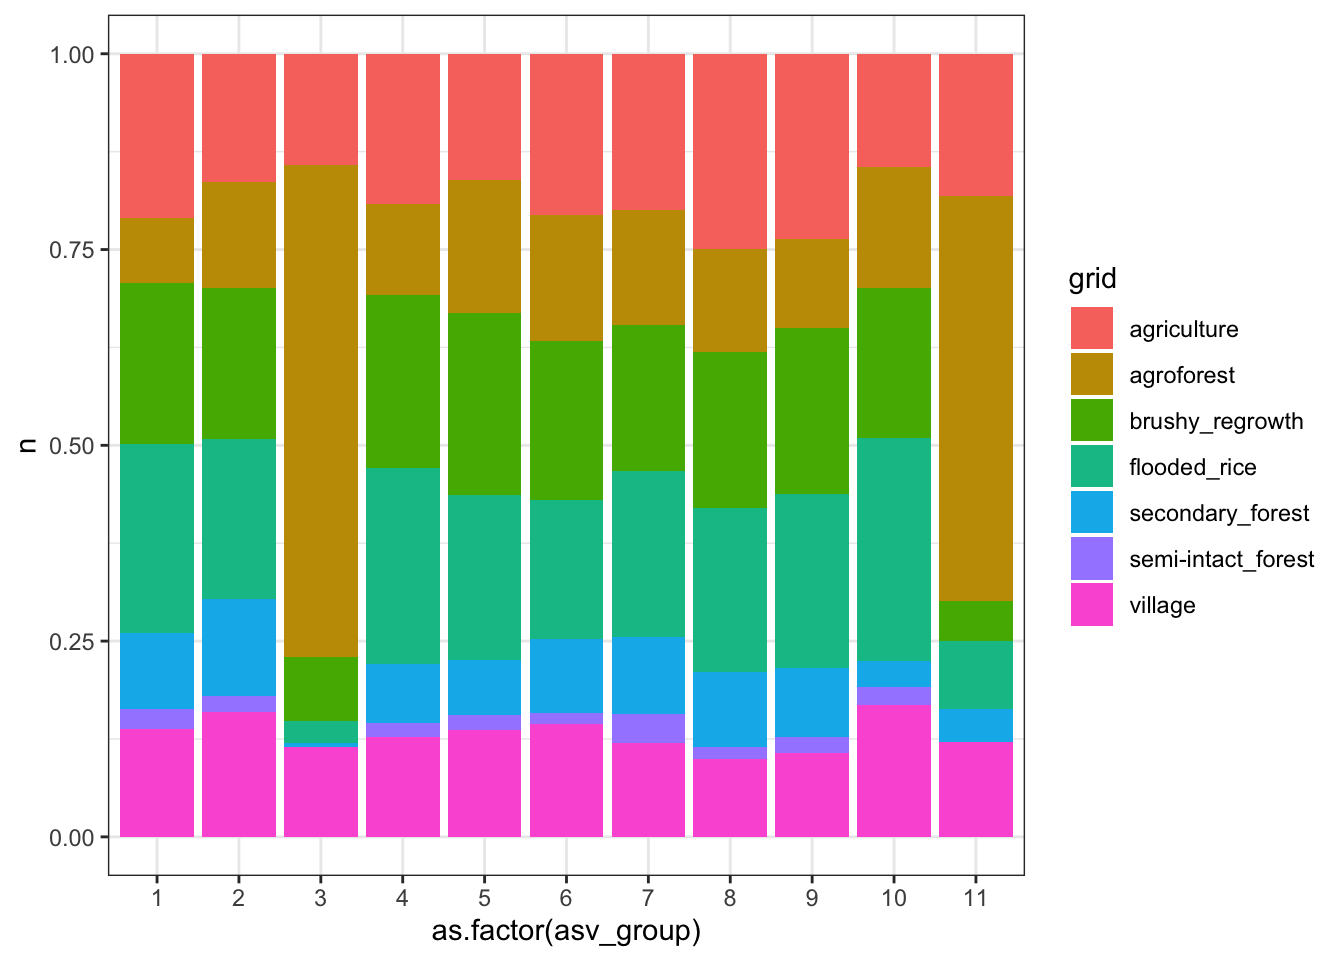 1.00
0.75
0.50
0.25
0.00
n
1 2 3 4 5 6 7 8 9 10 11
as.factor(asv_group)
grid
agriculture
agroforest
brushy_regrowth
flooded_rice
secondary_forest
semi-intact_forest
village